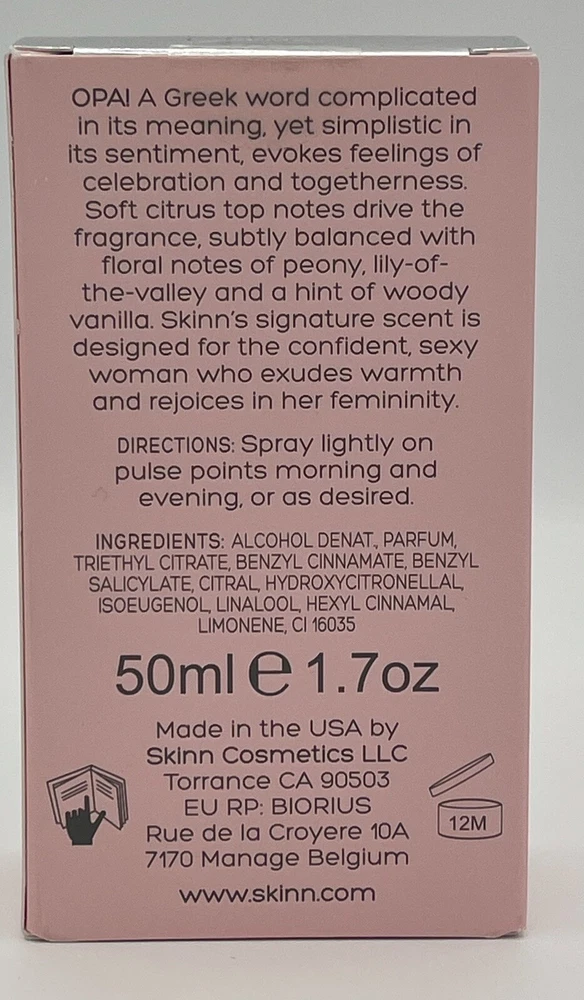 OPA! A Greek word complicated
in its meaning, yet simplistic in
its sentiment, evokes feelings of
celebration and togetherness.
Soft citrus top notes drive the
fragrance, subtly balanced with
floral notes of peony, lily-of-
the-valley and a hint of woody
vanilla. Skinn's signature scent is
designed for the confident, sexy
woman who exudes warmth
and rejoices in her femininity.
DIRECTIONS: Spray lightly on
pulse points morning and
evening, or as desired.
INGREDIENTS: ALCOHOL DENAT., PARFUM,
TRIETHYL CITRATE, BENZYL CINNAMATE, BENZYL
SALICYLATE, CITRAL, HYDROXYCITRONELLAL,
ISOEUGENOL, LINALOOL, HEXYL CINNAMAL,
LIMONENE, CI 16035
50ml e 1.7oz
Made in the USA by
Skinn Cosmetics LLC
Torrance CA 90503
EU RP: BIORIUS
Rue de la Croyere 10A
7170 Manage Belgium
12M
www.skinn.com